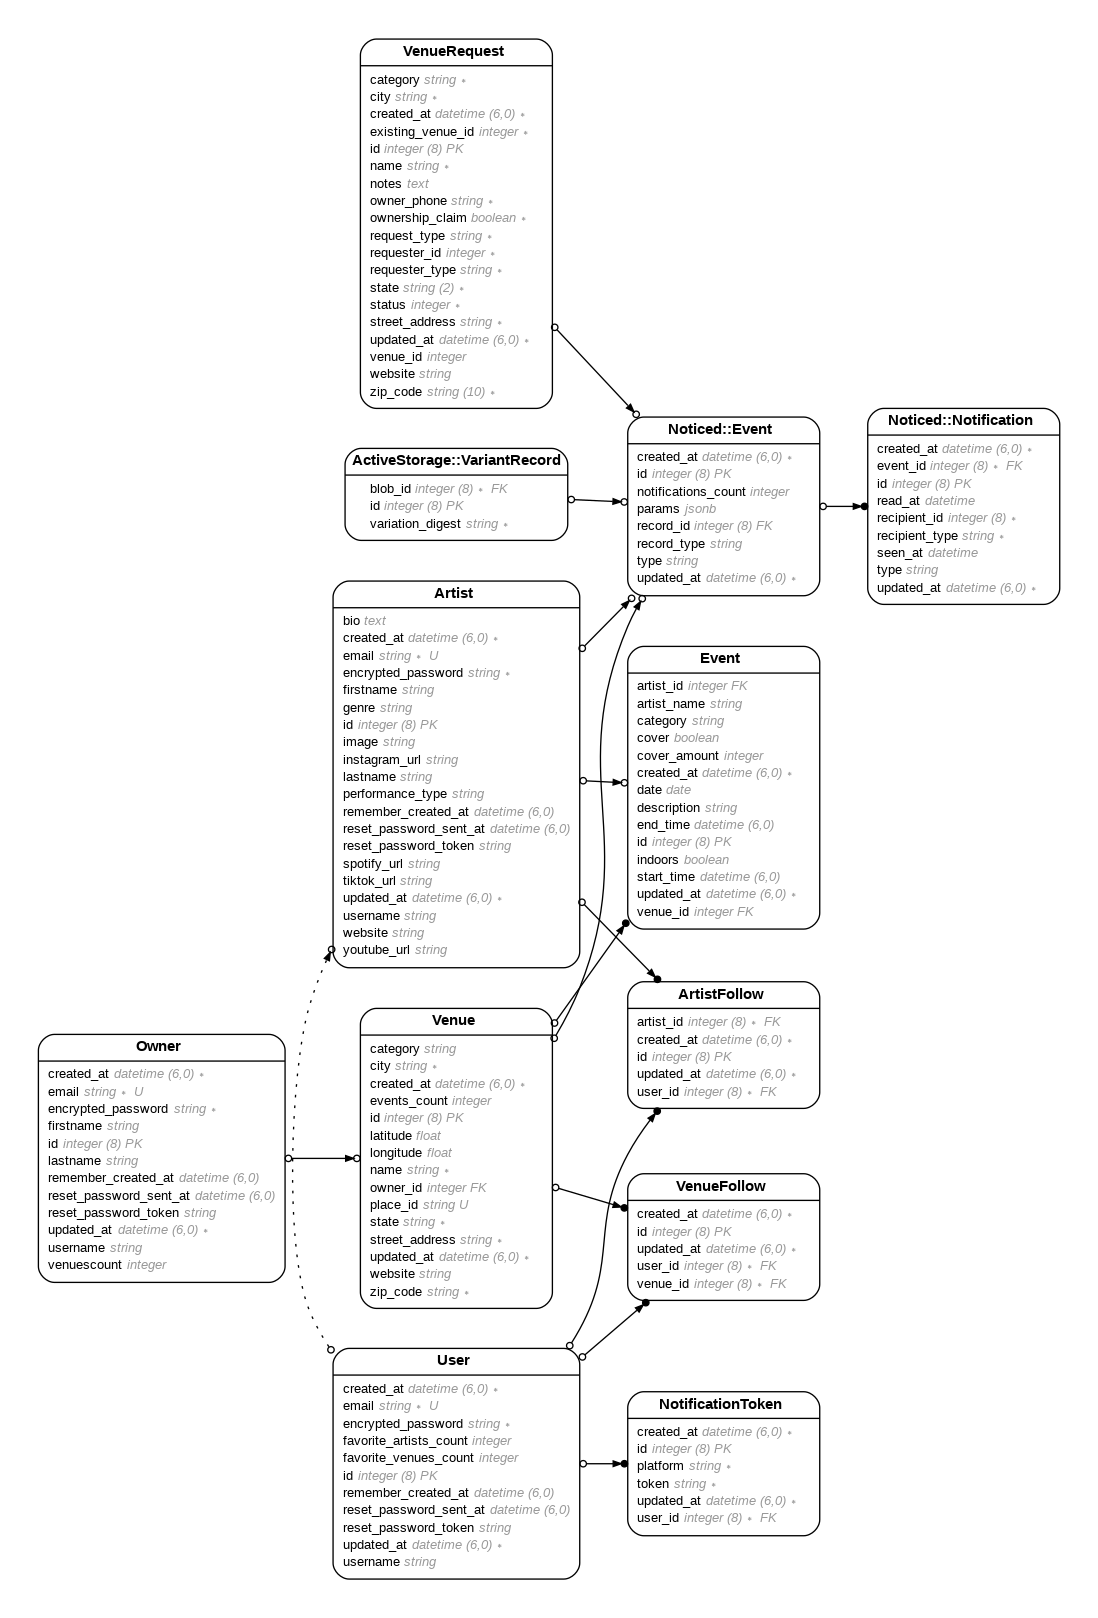 VenueRequest
category string ∗
city string ∗
created_at datetime (6,0) ∗
existing_venue_id integer ∗
id integer (8) PK
name string ∗
notes text
owner_phone string ∗
ownership_claim boolean ∗
request_type string ∗
requester_id integer ∗
requester_type string ∗
state string (2) ∗
status integer ∗
street_address string ∗
updated_at datetime (6,0) ∗
venue_id integer
website string
zip_code string (10) ∗
ActiveStorage::VariantRecord
blob_id integer (8) ∗ FK
id integer (8) PK
variation_digest string ∗
Noticed::Event
created_at datetime (6,0) ∗
id integer (8) PK
notifications_count integer
params jsonb
record_id integer (8) FK
record_type string
type string
updated_at datetime (6,0) ∗
Noticed::Notification
created_at datetime (6,0) ∗
event_id integer (8) ∗ FK
id integer (8) PK
read_at datetime
recipient_id integer (8) ∗
recipient_type string ∗
seen_at datetime
type string
updated_at datetime (6,0) ∗
Artist
bio text
created_at datetime (6,0) ∗
email string ∗ U
encrypted_password string ∗
firstname string
genre string
id integer (8) PK
image string
instagram_url string
lastname string
performance_type string
remember_created_at datetime (6,0)
reset_password_sent_at datetime (6,0)
reset_password_token string
spotify_url string
tiktok_url string
updated_at datetime (6,0) ∗
username string
website string
youtube_url string
Event
artist_id integer FK
artist_name string
category string
cover boolean
cover_amount integer
created_at datetime (6,0) ∗
date date
description string
end_time datetime (6,0)
id integer (8) PK
indoors boolean
start_time datetime (6,0)
updated_at datetime (6,0) ∗
venue_id integer FK
ArtistFollow
artist_id integer (8) ∗ FK
created_at datetime (6,0) ∗
id integer (8) PK
updated_at datetime (6,0) ∗
user_id integer (8) ∗ FK
Owner
created_at datetime (6,0) ∗
email string ∗ U
encrypted_password string ∗
firstname string
id integer (8) PK
lastname string
remember_created_at datetime (6,0)
reset_password_sent_at datetime (6,0)
reset_password_token string
updated_at datetime (6,0) ∗
username string
venuescount integer
Venue
category string
city string ∗
created_at datetime (6,0) ∗
events_count integer
id integer (8) PK
latitude float
longitude float
name string ∗
owner_id integer FK
place_id string U
state string ∗
street_address string ∗
updated_at datetime (6,0) ∗
website string
zip_code string ∗
VenueFollow
created_at datetime (6,0) ∗
id integer (8) PK
updated_at datetime (6,0) ∗
user_id integer (8) ∗ FK
venue_id integer (8) ∗ FK
User
created_at datetime (6,0) ∗
email string ∗ U
encrypted_password string ∗
favorite_artists_count integer
favorite_venues_count integer
id integer (8) PK
remember_created_at datetime (6,0)
reset_password_sent_at datetime (6,0)
reset_password_token string
updated_at datetime (6,0) ∗
username string
NotificationToken
created_at datetime (6,0) ∗
id integer (8) PK
platform string ∗
token string ∗
updated_at datetime (6,0) ∗
user_id integer (8) ∗ FK